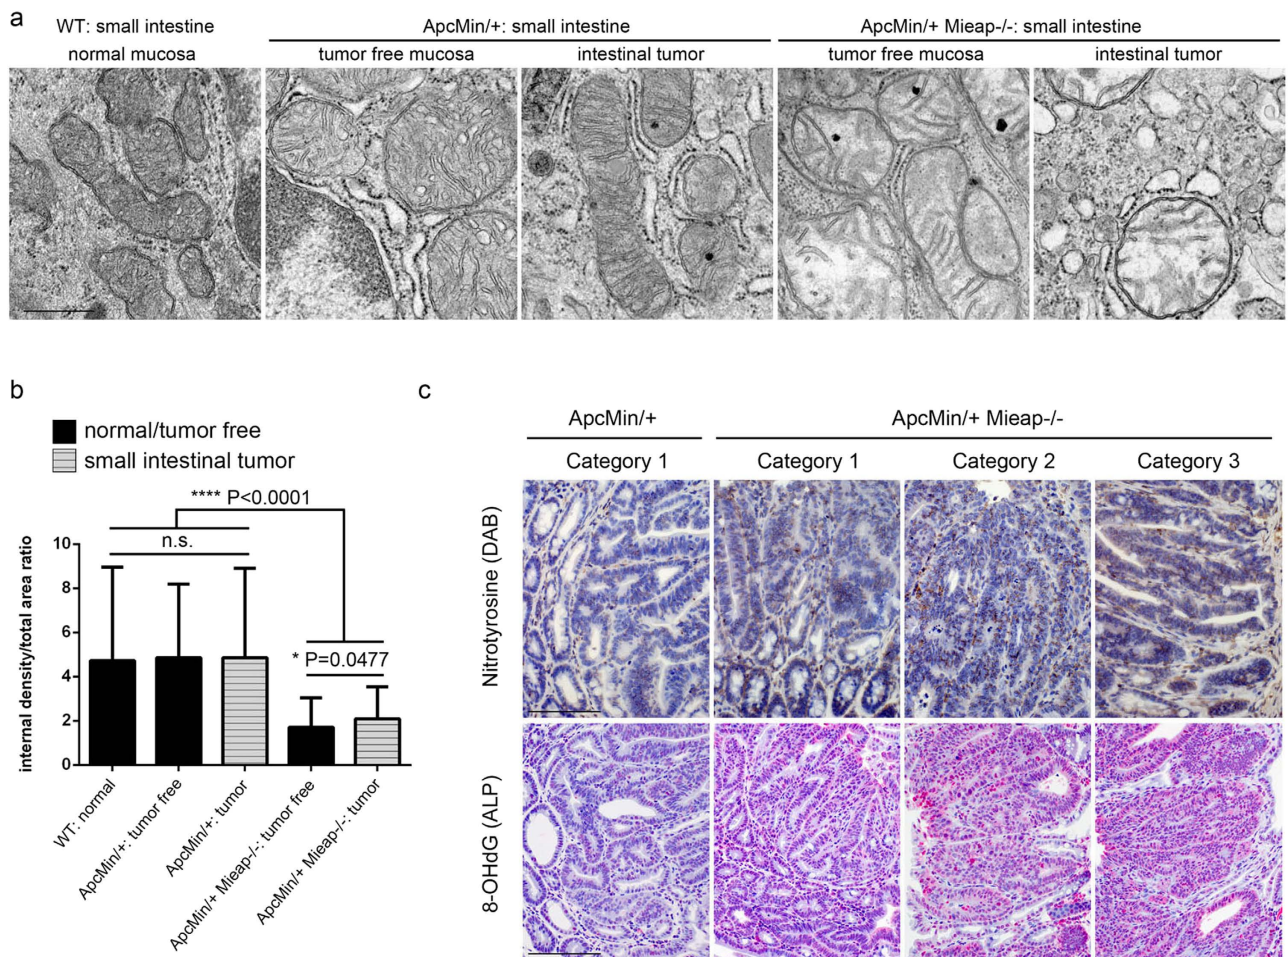 a
WT: small intestine
normal mucosa
ApcMin/+: small intestine
tumor free mucosa
intestinal tumor
ApcMin/+ Mieap-/-: small intestine
tumor free mucosa
intestinal tumor
b
normal/tumor free
small intestinal tumor
**** P<0.0001
n.s.
* P=0.0477
internal density/total area ratio
10
8
6
4
2
0
WT: normal
ApcMin/+: tumor free
ApcMin/+: tumor
ApcMin/+ Mieap-/-: tumor free
ApcMin/+ Mieap-/-: tumor
c
ApcMin/+
ApcMin/+ Mieap-/-
Category 1
Category 1
Category 2
Category 3
Nitrotyrosine (DAB)
8-OHdG (ALP)